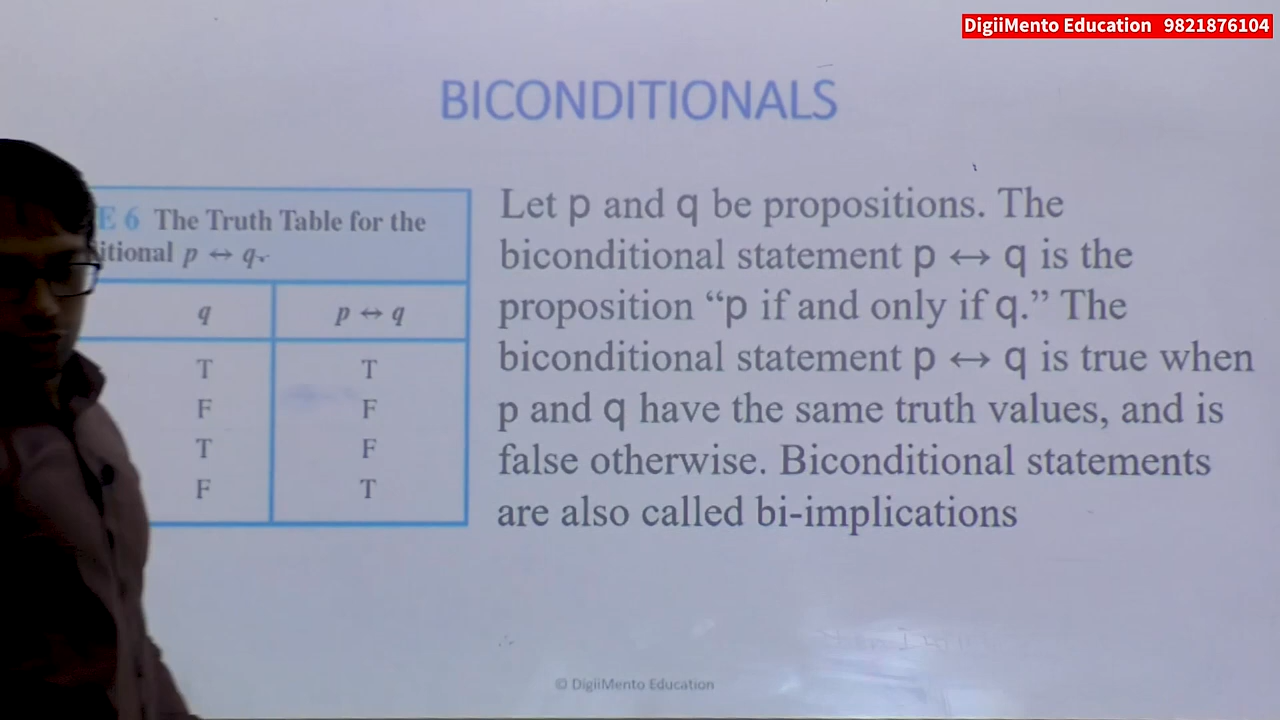 DigiiMento Education 9821876104
BICONDITIONALS
E 6 The Truth Table for the
itional p ↔ q.
q p ↔ q
T T
F F
T F
F T
Let p and q be propositions. The
biconditional statement p ↔ q is the
proposition “p if and only if q.” The
biconditional statement p ↔ q is true when
p and q have the same truth values, and is
false otherwise. Biconditional statements
are also called bi-implications
© DigiiMento Education